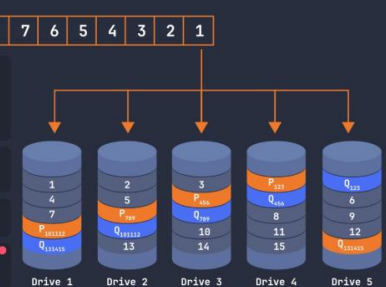 7 6 5 4 3 2 1
1 2 3 P₁₂₃ Q₁₂₃
4 5 P₄₅₆ Q₄₅₆ 6
7 P₇₈₉ Q₇₈₉ 8 9
P₁₀₁₁₁₂ Q₁₀₁₁₁₂ 10 11 12
Q₁₃₁₄₁₅ 13 14 15 Q₁₃₁₄₁₅
Drive 1 Drive 2 Drive 3 Drive 4 Drive 5